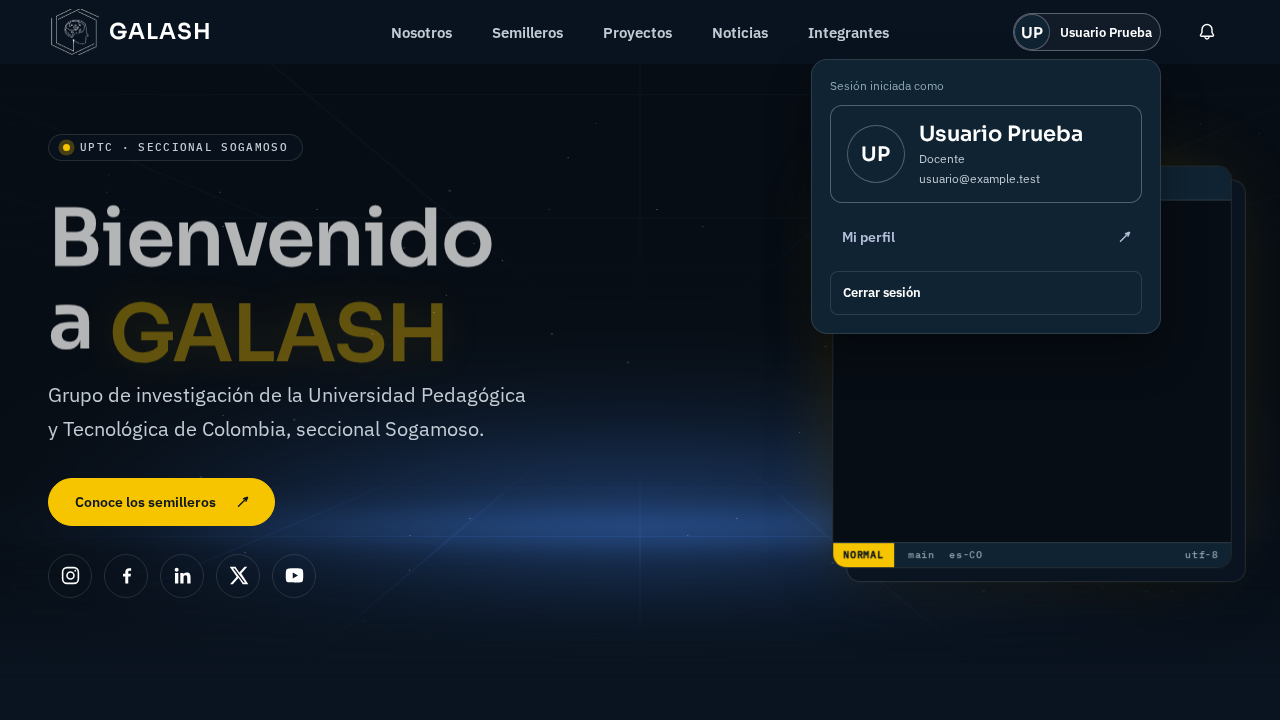 GALASH
Nosotros
Semilleros
Proyectos
Noticias
Integrantes
UP
Usuario Prueba
Sesión iniciada como
UP
Usuario Prueba
Docente
usuario@example.test
Mi perfil
Cerrar sesión
UPTC · SECCIONAL SOGAMOSO
Bienvenido
a GALASH
Grupo de investigación de la Universidad Pedagógica
y Tecnológica de Colombia, seccional Sogamoso.
Conoce los semilleros
NORMAL
main
es-CO
utf-8